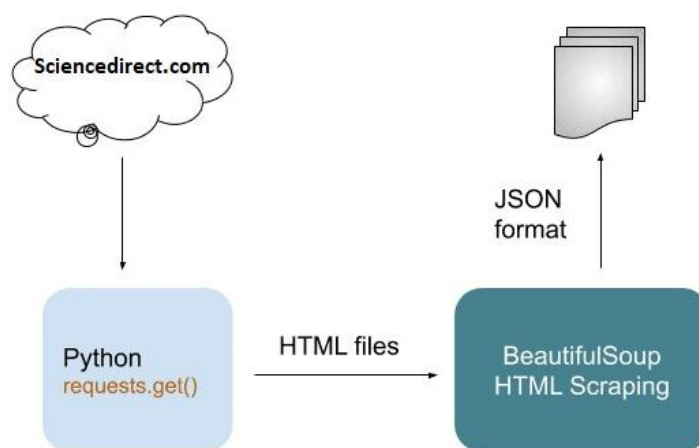 Sciencedirect.com
JSON
format
Python
requests.get()
HTML files
BeautifulSoup
HTML Scraping